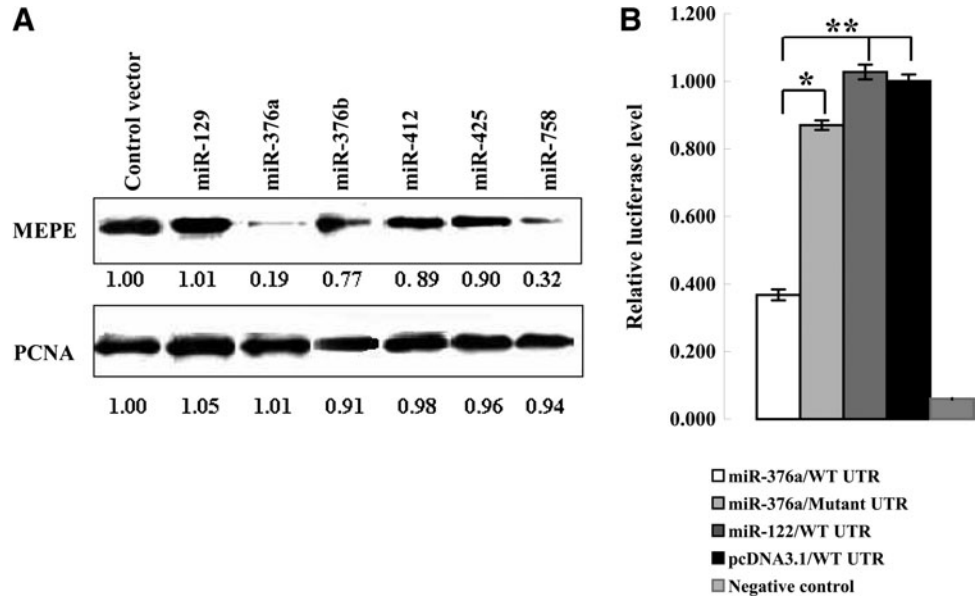 A
Control vector
miR-129
miR-376a
miR-376b
miR-412
miR-425
miR-758
MEPE
1.00 1.01 0.19 0.77 0. 89 0.90 0.32
PCNA
1.00 1.05 1.01 0.91 0.98 0.96 0.94
B
Relative luciferase level
1.200
1.000
0.800
0.600
0.400
0.200
0.000
**
*
miR-376a/WT UTR
miR-376a/Mutant UTR
miR-122/WT UTR
pcDNA3.1/WT UTR
Negative control